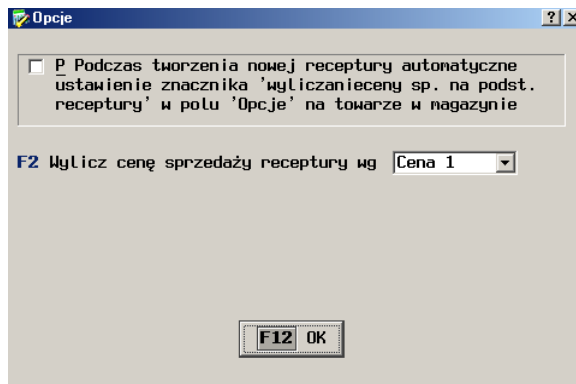 Opcje
P Podczas tworzenia nowej receptury automatyczne
ustawienie znacznika 'wyliczanieceny sp. na podst.
receptury' w polu 'Opcje' na towarze w magazynie
F2 Wylicz cenę sprzedaży receptury wg Cena 1
F12 OK